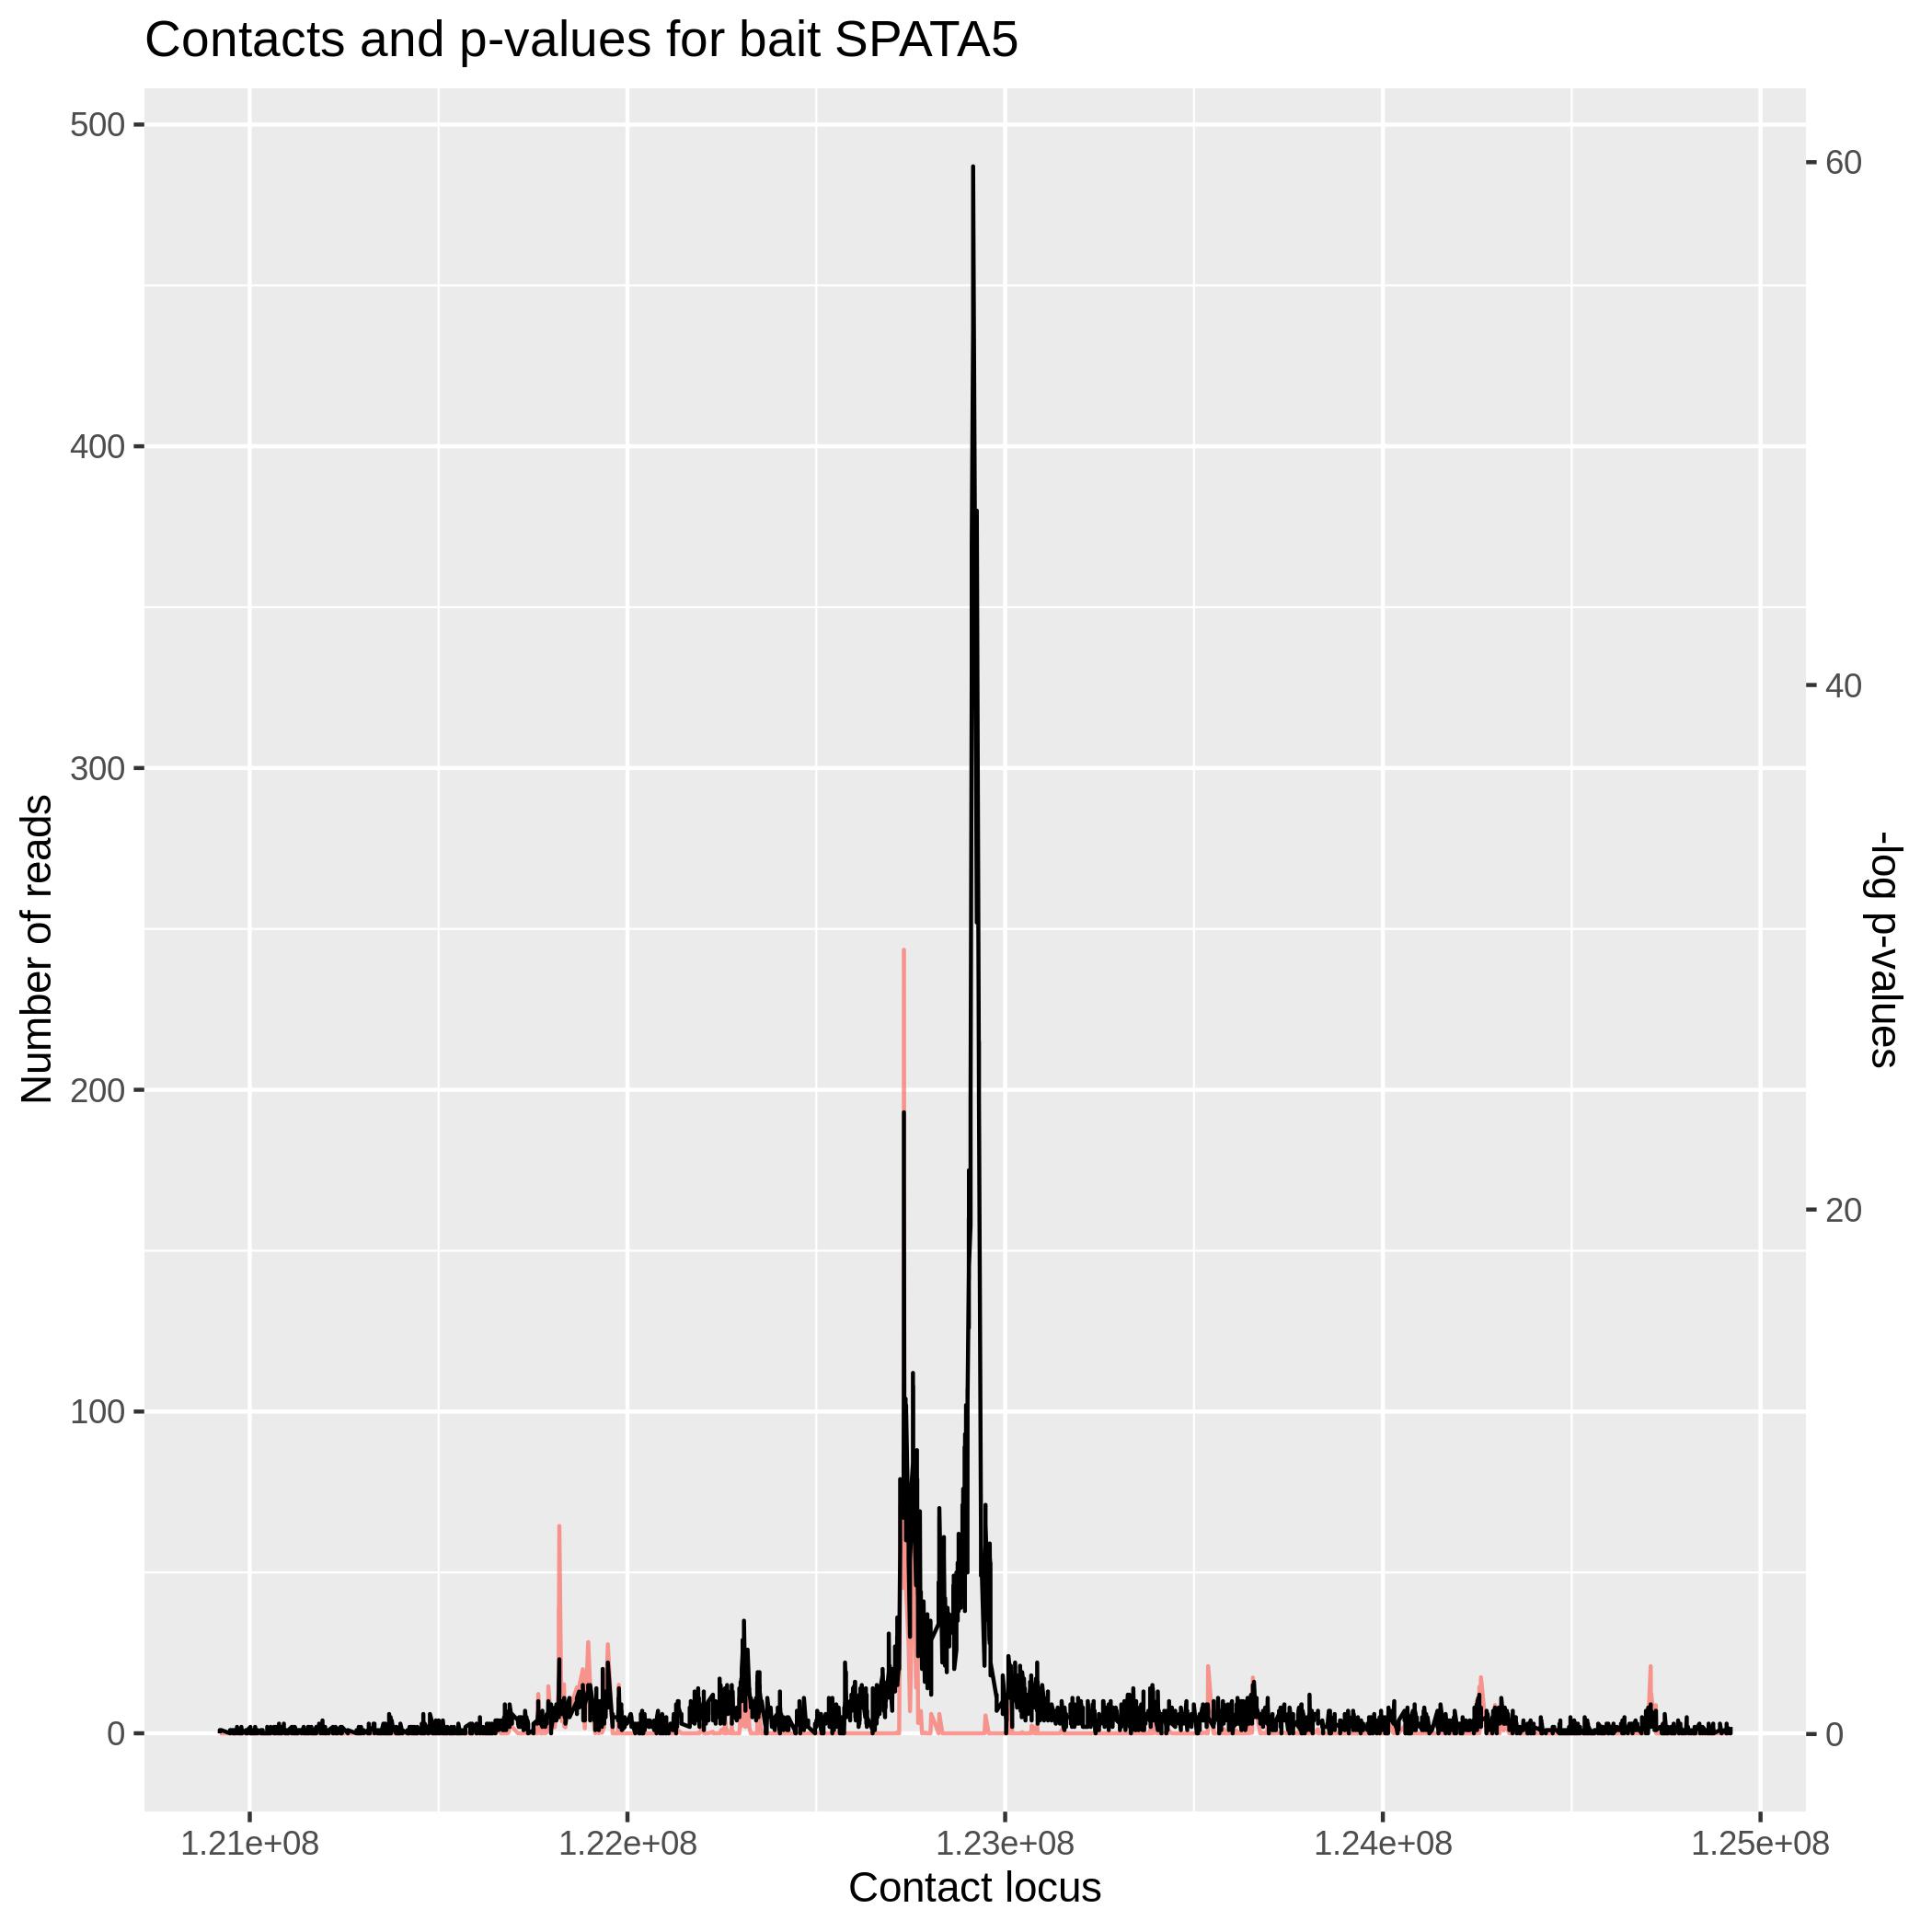 Contacts and p-values for bait SPATA5
500
400
300
200
100
0
Number of reads
60
40
20
0
-log p-values
1.21e+08
1.22e+08
1.23e+08
1.24e+08
1.25e+08
Contact locus